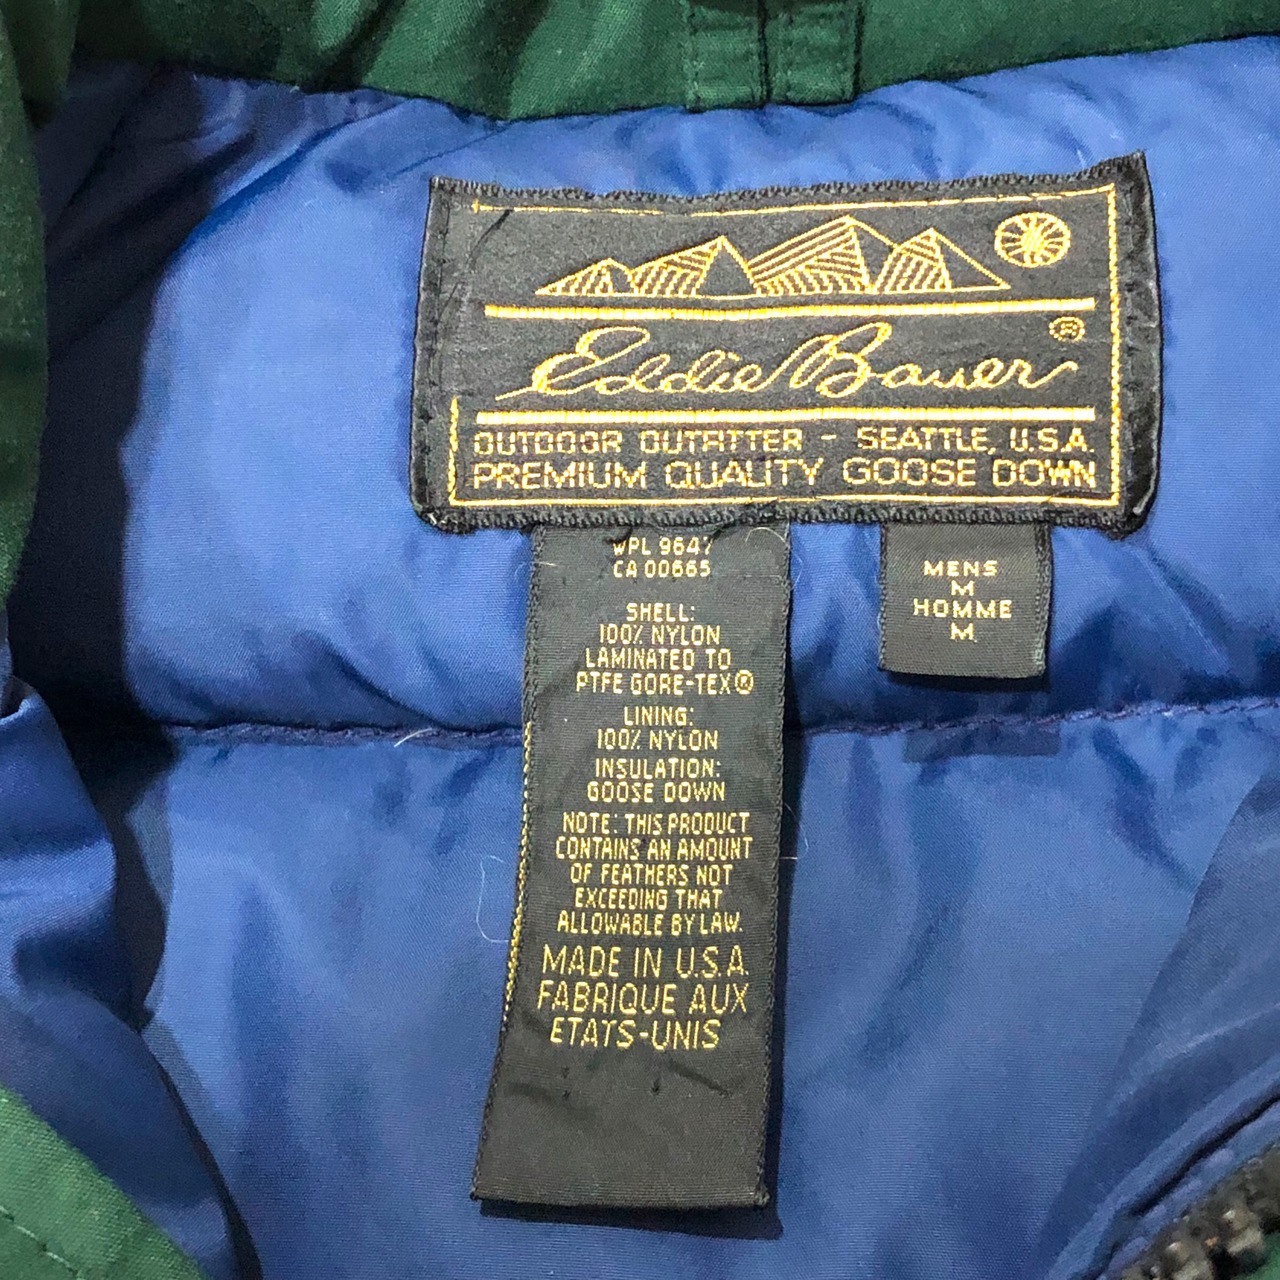 Eddie Bauer ®
OUTDOOR OUTFITTER - SEATTLE, U.S.A.
PREMIUM QUALITY GOOSE DOWN
WPL 9647
CA 00665
SHELL:
100% NYLON
LAMINATED TO
PTFE GORE-TEX®
LINING:
100% NYLON
INSULATION:
GOOSE DOWN
NOTE: THIS PRODUCT
CONTAINS AN AMOUNT
OF FEATHERS NOT
EXCEEDING THAT
ALLOWABLE BY LAW.
MADE IN U.S.A.
FABRIQUE AUX
ETATS-UNIS
MENS
M
HOMME
M